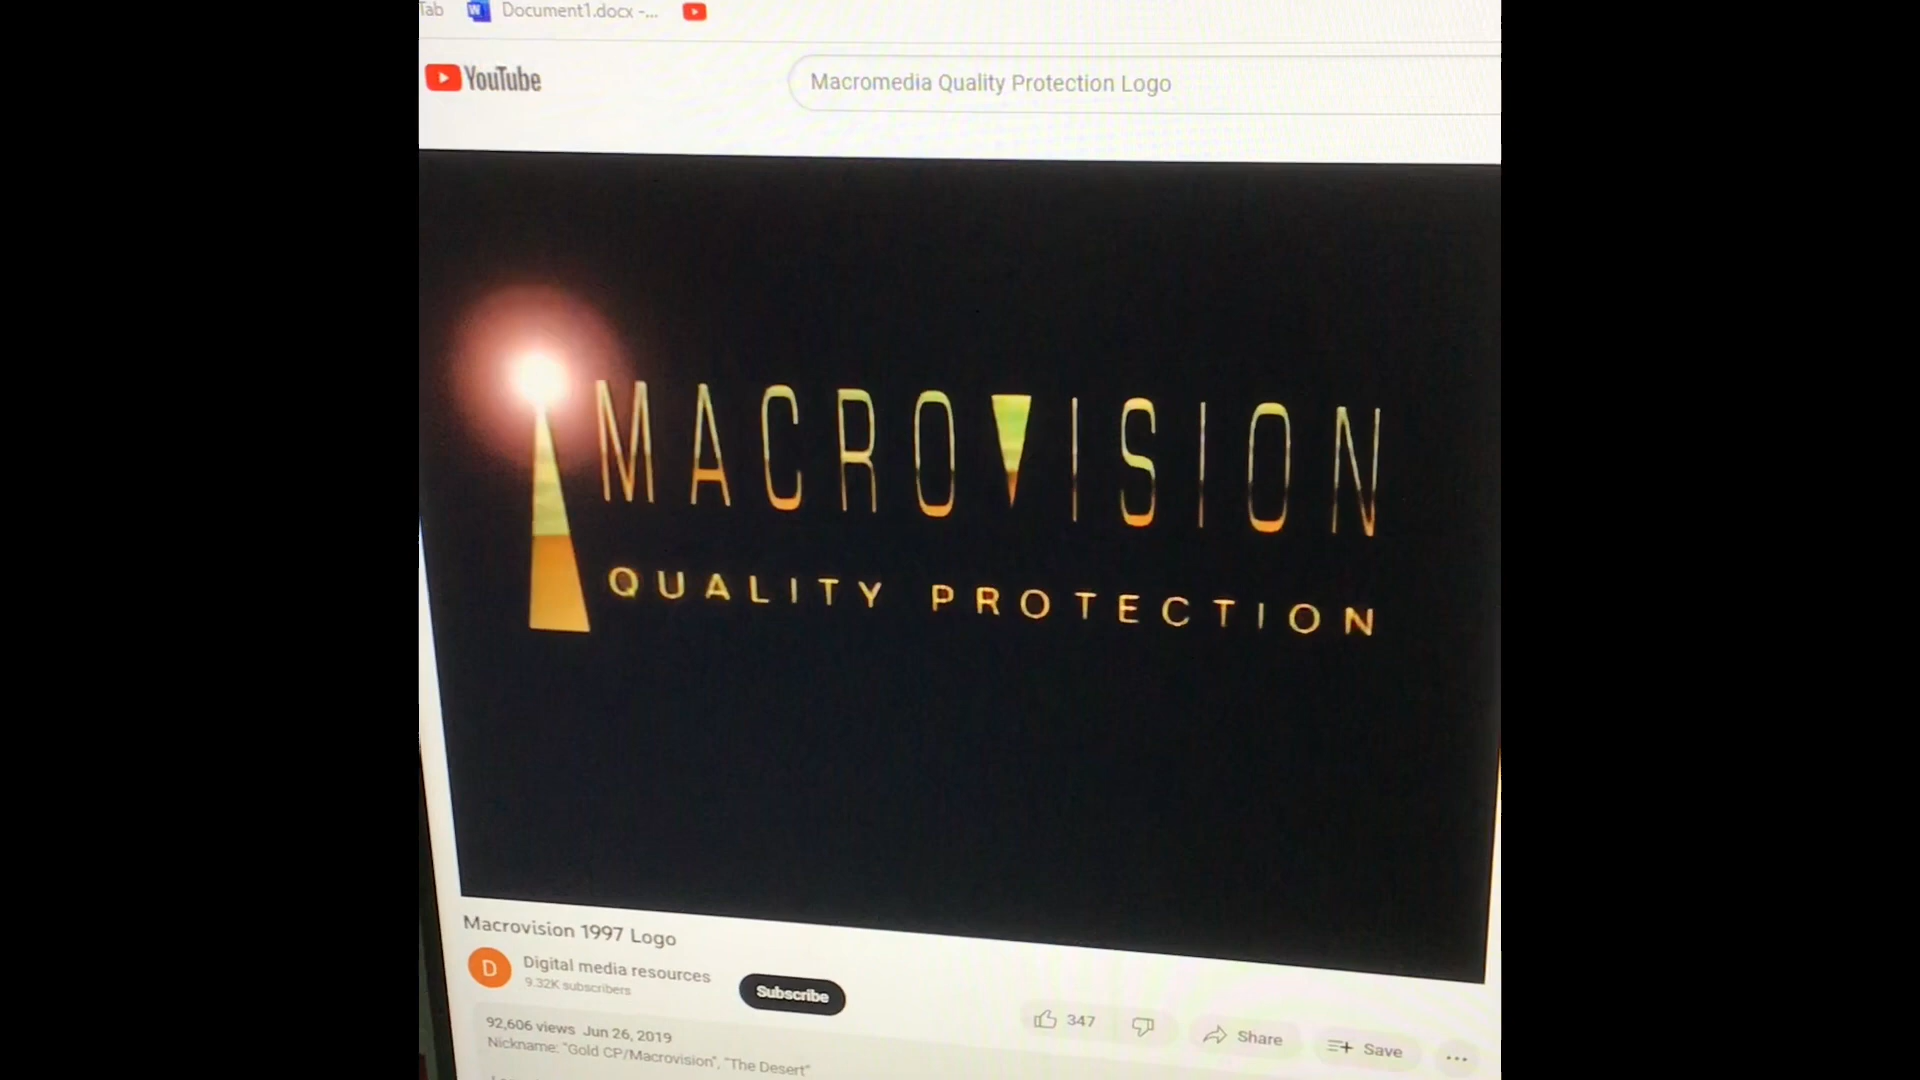 Tab Document1.docx -...
YouTube
Macromedia Quality Protection Logo
MACROVISION
QUALITY PROTECTION
Macrovision 1997 Logo
D
Digital media resources
9.32K subscribers
Subscribe
347
Share
Save
92,606 views Jun 26, 2019
Nickname: "Gold CP/Macrovision", "The Desert"